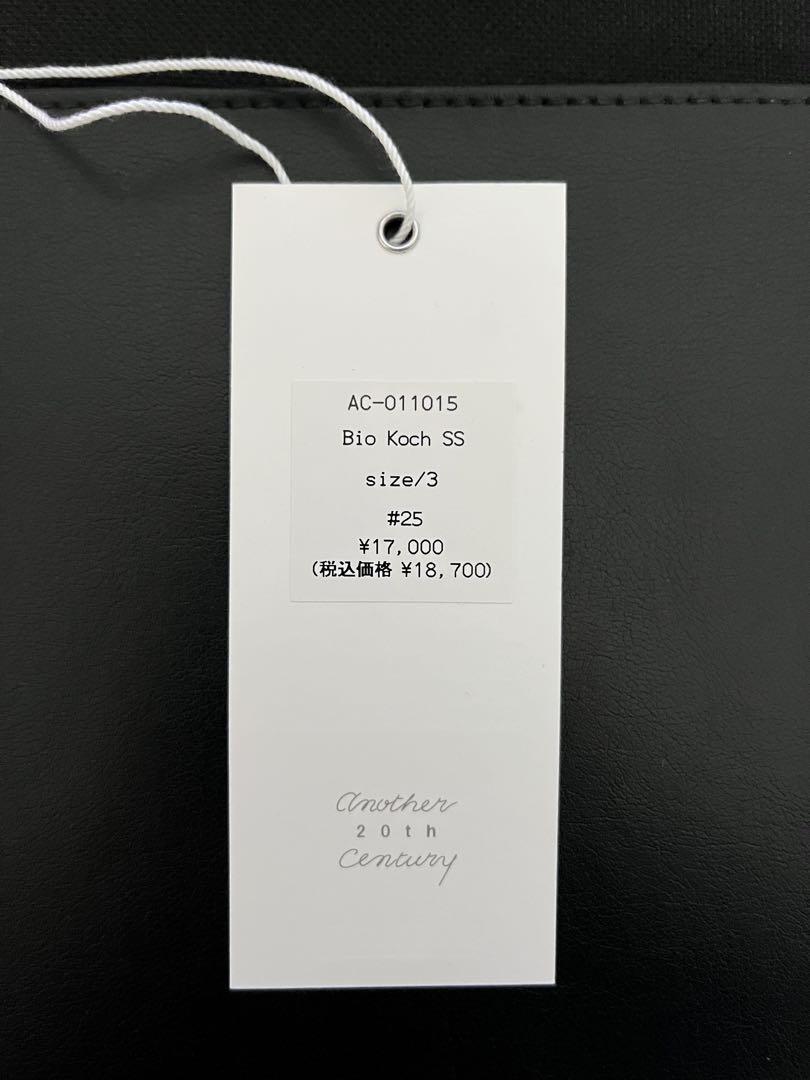 AC-011015
Bio Koch SS
size/3
#25
¥17,000
(税込価格 ¥18,700)
another
20th
Century